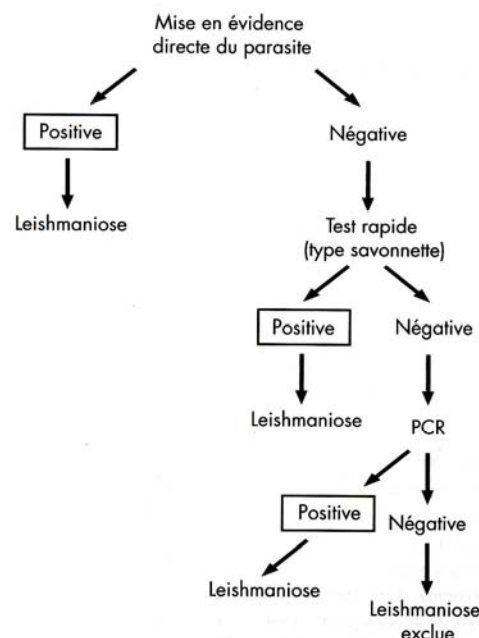 Mise en évidence
directe du parasite
Positive
Négative
Leishmaniose
Test rapide
(type savonnette)
Positive
Négative
Leishmaniose
PCR
Positive
Négative
Leishmaniose
Leishmaniose
exclue